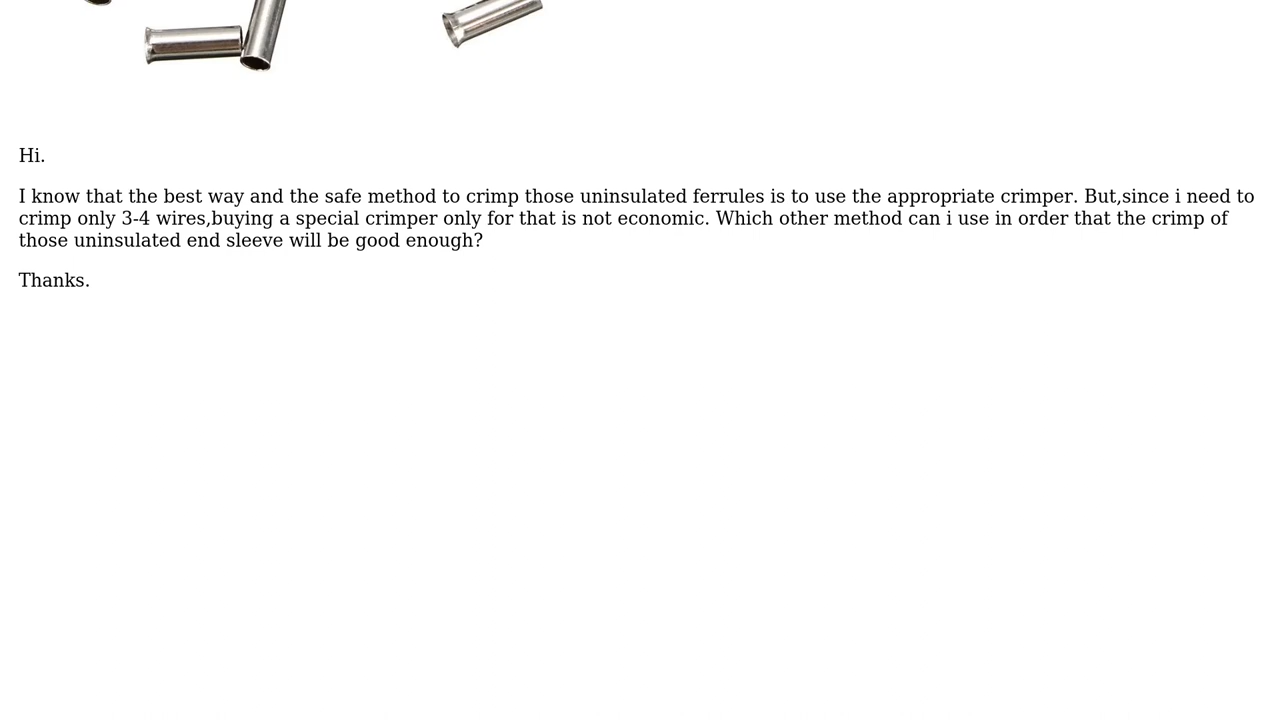 Hi.
I know that the best way and the safe method to crimp those uninsulated ferrules is to use the appropriate crimper. But,since i need to
crimp only 3-4 wires,buying a special crimper only for that is not economic. Which other method can i use in order that the crimp of
those uninsulated end sleeve will be good enough?
Thanks.